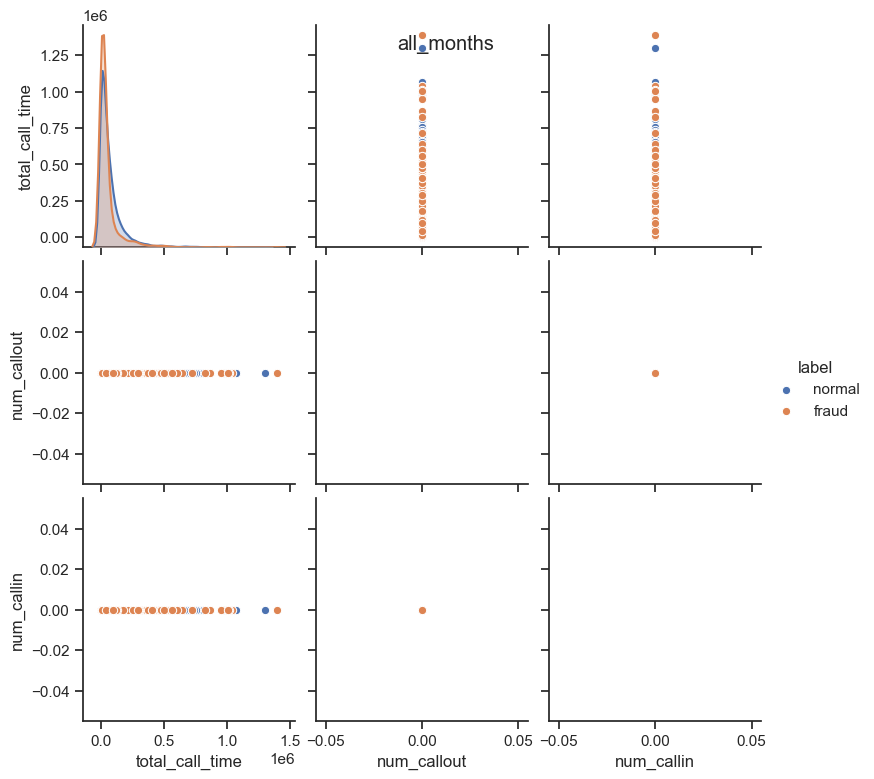 1e6
all_months
total_call_time
1.25
1.00
0.75
0.50
0.25
0.00
num_callout
0.04
0.02
0.00
−0.02
−0.04
label
normal
fraud
num_callin
0.04
0.02
0.00
−0.02
−0.04
0.0 0.5 1.0 1.5
1e6
total_call_time
−0.05 0.00 0.05
num_callout
−0.05 0.00 0.05
num_callin